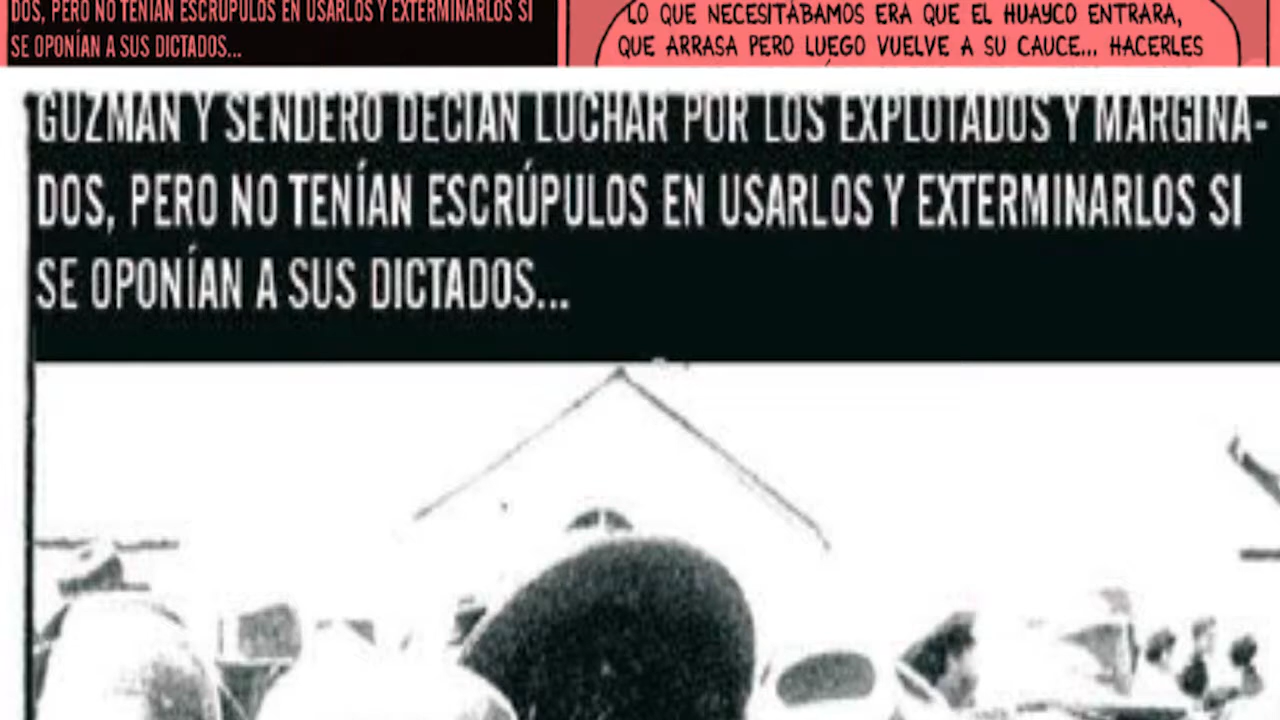 DOS, PERO NO TENÍAN ESCRÚPULOS EN USARLOS Y EXTERMINARLOS SI
SE OPONÍAN A SUS DICTADOS...
LO QUE NECESITÁBAMOS ERA QUE EL HUAYCO ENTRARA,
QUE ARRASA PERO LUEGO VUELVE A SU CAUCE... HACERLES
GUZMÁN Y SENDERO DECÍAN LUCHAR POR LOS EXPLOTADOS Y MARGINA-
DOS, PERO NO TENÍAN ESCRÚPULOS EN USARLOS Y EXTERMINARLOS SI
SE OPONÍAN A SUS DICTADOS...